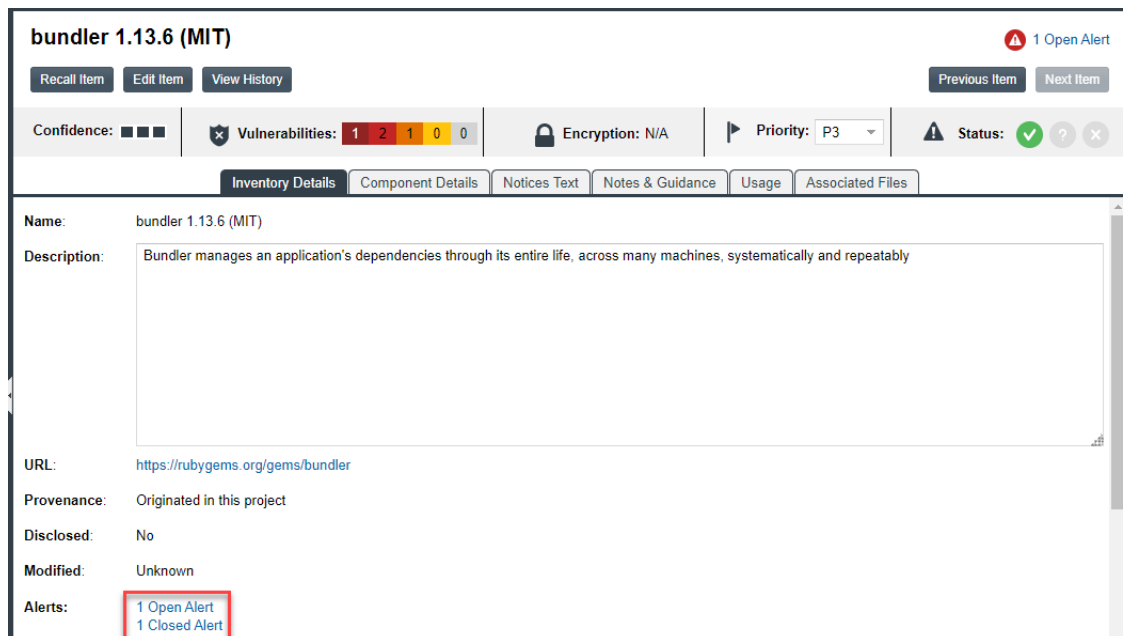 bundler 1.13.6 (MIT)
1 Open Alert
Recall Item Edit Item View History Previous Item Next Item
Confidence: Vulnerabilities: 1 2 1 0 0 Encryption: N/A Priority: P3 Status: ?
Inventory Details Component Details Notices Text Notes & Guidance Usage Associated Files
Name: bundler 1.13.6 (MIT)
Description: Bundler manages an application's dependencies through its entire life, across many machines, systematically and repeatably
URL: https://rubygems.org/gems/bundler
Provenance: Originated in this project
Disclosed: No
Modified: Unknown
Alerts: 1 Open Alert
1 Closed Alert